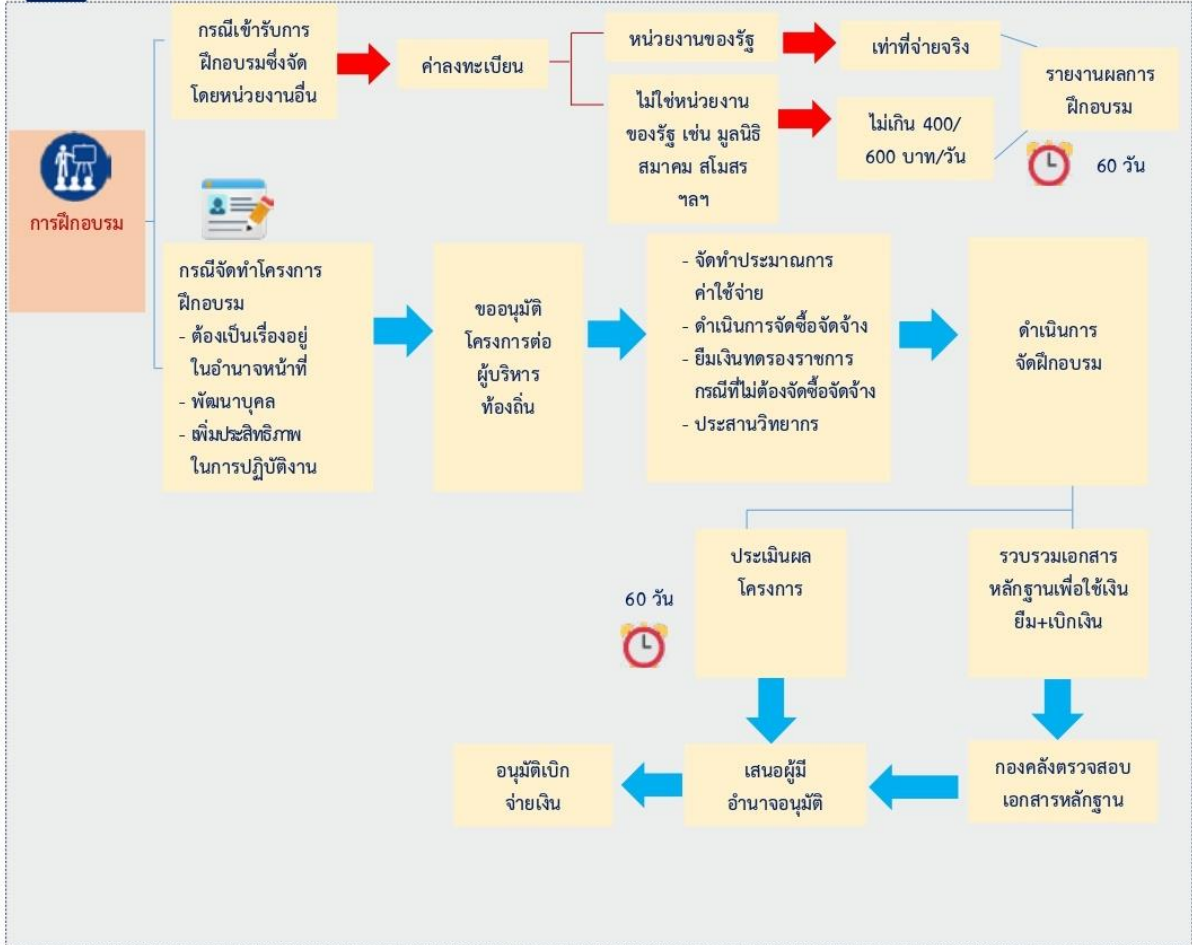 การฝึกอบรม
กรณีเข้ารับการ
ฝึกอบรมซึ่งจัด
โดยหน่วยงานอื่น
ค่าลงทะเบียน
หน่วยงานของรัฐ
เท่าที่จ่ายจริง
ไม่ใช่หน่วยงาน
ของรัฐ เช่น มูลนิธิ
สมาคม สโมสร
ฯลฯ
ไม่เกิน 400/
600 บาท/วัน
รายงานผลการ
ฝึกอบรม
60 วัน
กรณีจัดทำโครงการ
ฝึกอบรม
- ต้องเป็นเรื่องอยู่
ในอำนาจหน้าที่
- พัฒนาบุคล
- เพิ่มประสิทธิภาพ
ในการปฏิบัติงาน
ขออนุมัติ
โครงการต่อ
ผู้บริหาร
ท้องถิ่น
- จัดทำประมาณการ
ค่าใช้จ่าย
- ดำเนินการจัดซื้อจัดจ้าง
- ยืมเงินทดรองราชการ
กรณีที่ไม่ต้องจัดซื้อจัดจ้าง
- ประสานวิทยากร
ดำเนินการ
จัดฝึกอบรม
ประเมินผล
โครงการ
60 วัน
รวบรวมเอกสาร
หลักฐานเพื่อใช้เงิน
ยืม+เบิกเงิน
กองคลังตรวจสอบ
เอกสารหลักฐาน
เสนอผู้มี
อำนาจอนุมัติ
อนุมัติเบิก
จ่ายเงิน